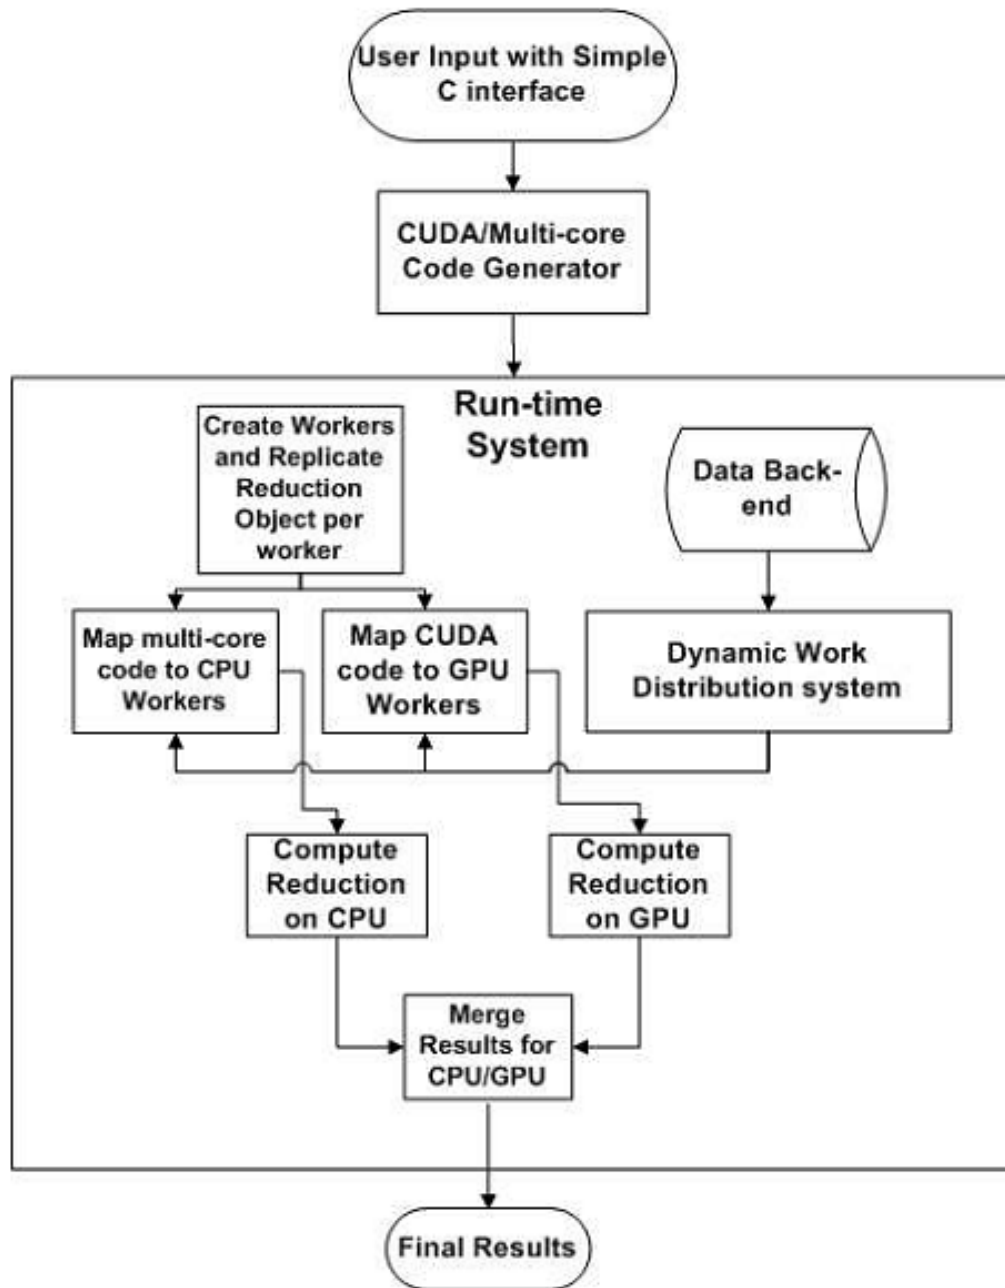 User Input with Simple
C interface
CUDA/Multi-core
Code Generator
Run-time
System
Create Workers
and Replicate
Reduction
Object per
worker
Data Back-
end
Map multi-core
code to CPU
Workers
Map CUDA
code to GPU
Workers
Dynamic Work
Distribution system
Compute
Reduction
on CPU
Compute
Reduction
on GPU
Merge
Results for
CPU/GPU
Final Results